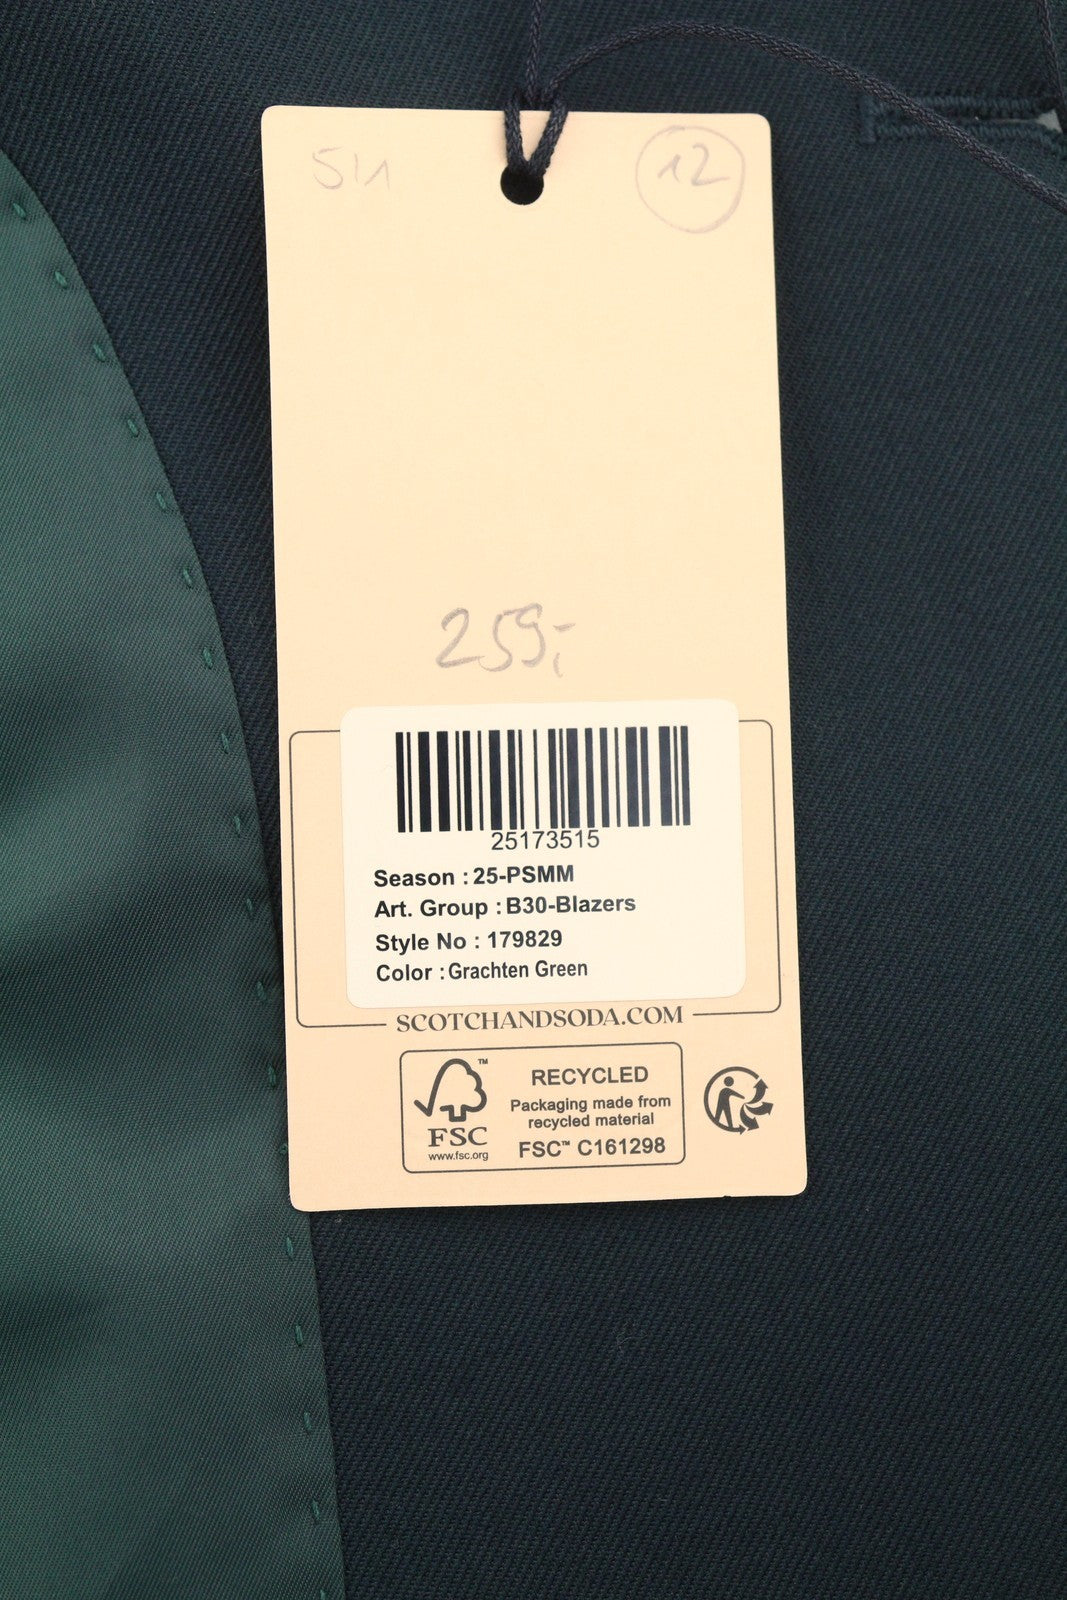 12
259,-
25173515
Season : 25-PSMM
Art. Group : B30-Blazers
Style No : 179829
Color : Grachten Green
SCOTCHANDSODA.COM
™
FSC
www.fsc.org
RECYCLED
Packaging made from
recycled material
FSC™ C161298